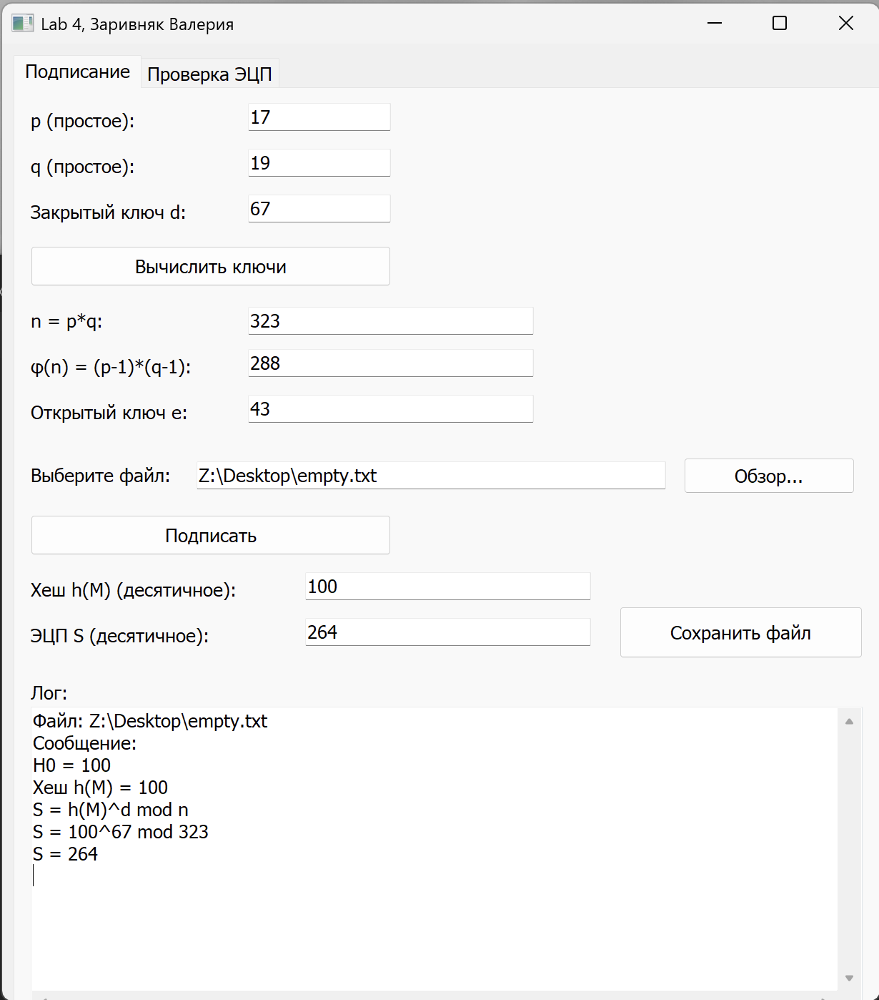 Lab 4, Заривняк Валерия
Подписание
Проверка ЭЦП
p (простое):
17
q (простое):
19
Закрытый ключ d:
67
Вычислить ключи
n = p*q:
323
φ(n) = (p-1)*(q-1):
288
Открытый ключ e:
43
Выберите файл:
Z:\Desktop\empty.txt
Обзор...
Подписать
Хеш h(M) (десятичное):
100
ЭЦП S (десятичное):
264
Сохранить файл
Лог:
Файл: Z:\Desktop\empty.txt
Сообщение:
H0 = 100
Хеш h(M) = 100
S = h(M)^d mod n
S = 100^67 mod 323
S = 264